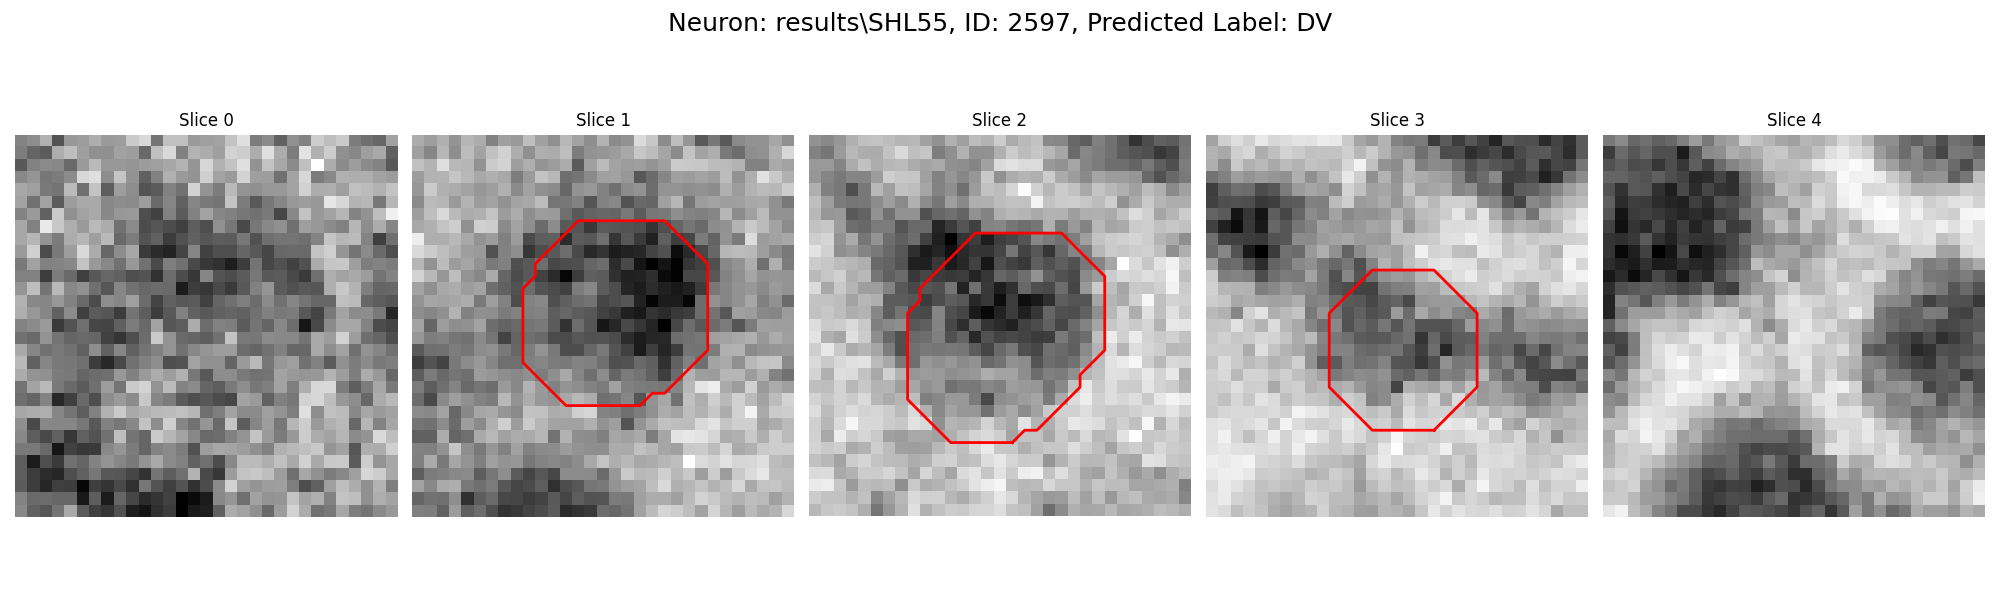 Neuron: results\SHL55, ID: 2597, Predicted Label: DV
Slice 0
Slice 1
Slice 2
Slice 3
Slice 4